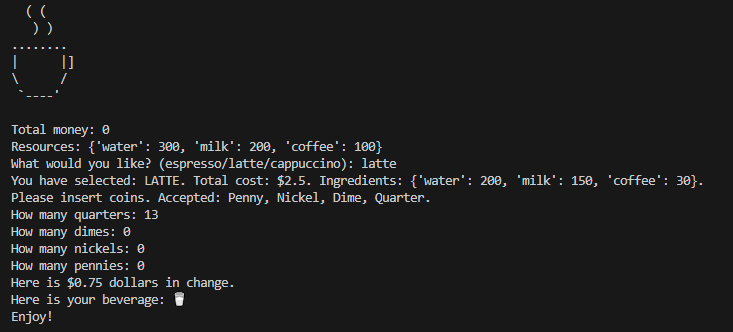 Total money: 0
Resources: {'water': 300, 'milk': 200, 'coffee': 100}
What would you like? (espresso/latte/cappuccino): latte
You have selected: LATTE. Total cost: $2.5. Ingredients: {'water': 200, 'milk': 150, 'coffee': 30}.
Please insert coins. Accepted: Penny, Nickel, Dime, Quarter.
How many quarters: 13
How many dimes: 0
How many nickels: 0
How many pennies: 0
Here is $0.75 dollars in change.
Here is your beverage: 🥛
Enjoy!